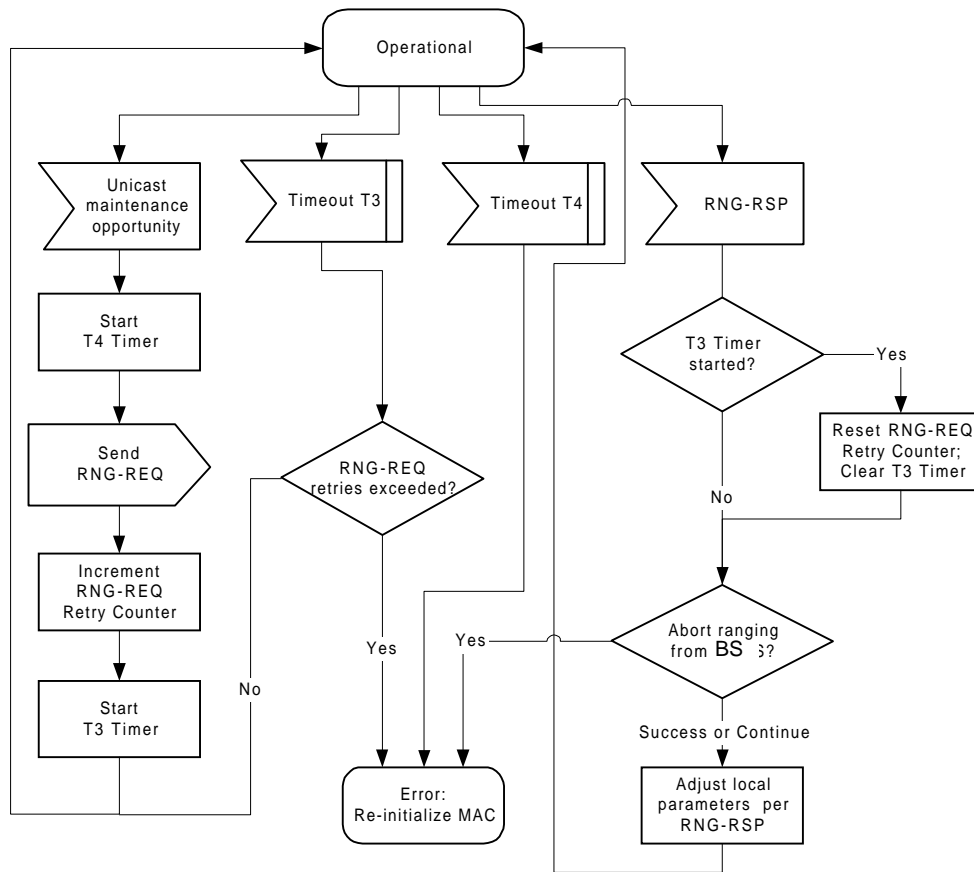 Operational
Unicast
maintenance
opportunity
Timeout T3
Timeout T4
RNG-RSP
Start
T4 Timer
T3 Timer
started?
Yes
Send
RNG-REQ
RNG-REQ
retries exceeded?
Reset RNG-REQ
Retry Counter;
Clear T3 Timer
No
Increment
RNG-REQ
Retry Counter
Yes
Yes
Abort ranging
from BS S?
No
Start
T3 Timer
Success or Continue
Error:
Re-initialize MAC
Adjust local
parameters per
RNG-RSP